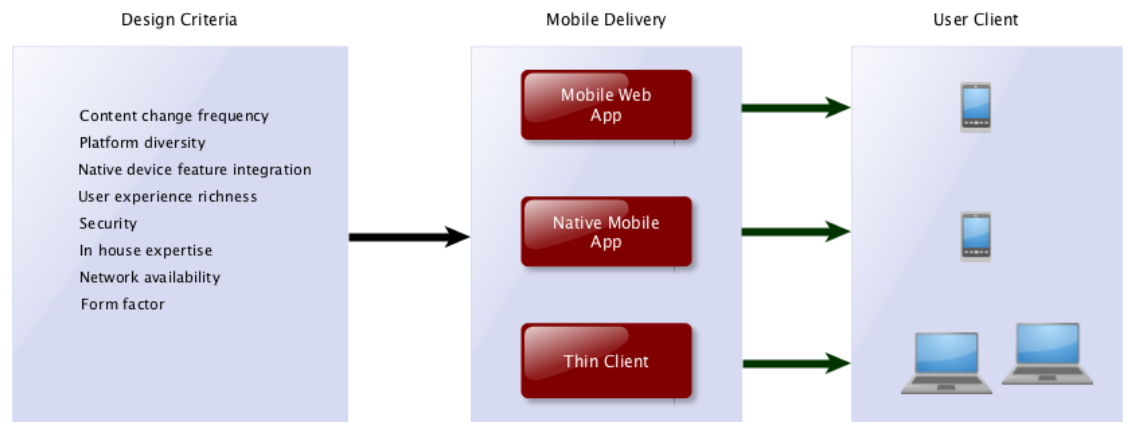 Design Criteria
Mobile Delivery
User Client
Content change frequency
Platform diversity
Native device feature integration
User experience richness
Security
In house expertise
Network availability
Form factor
Mobile Web
App
Native Mobile
App
Thin Client